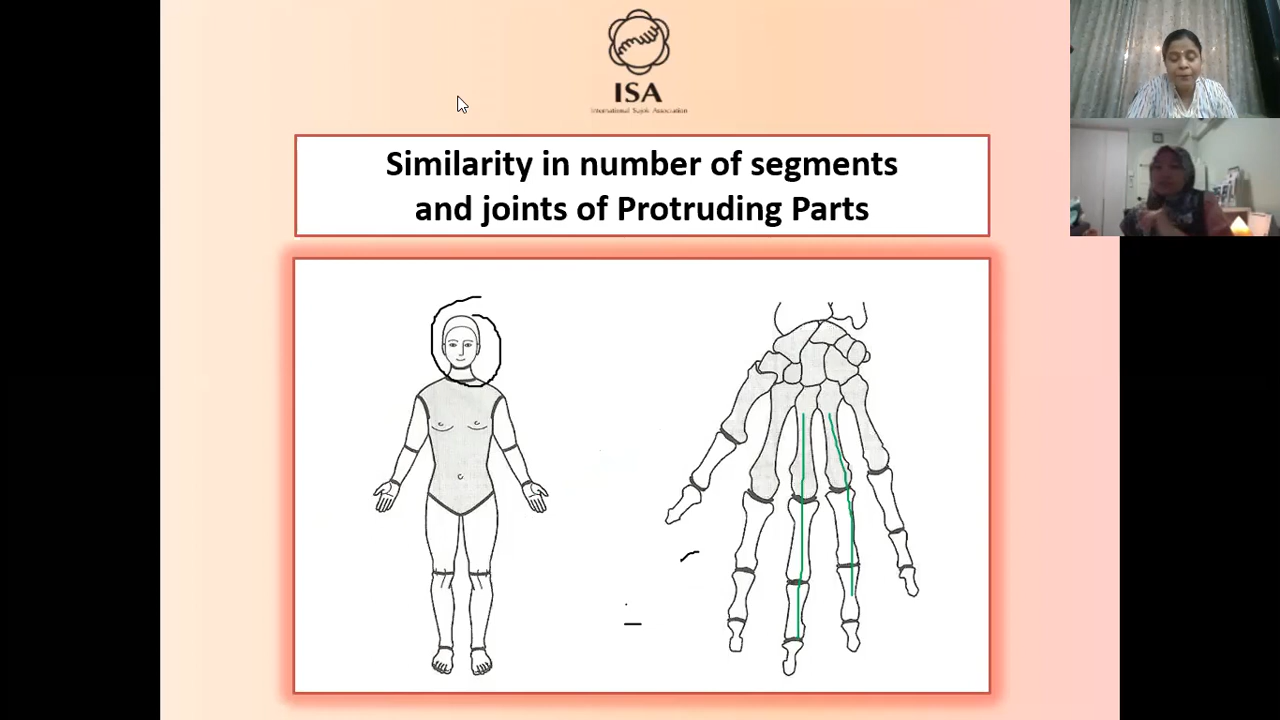 ISA
International Sujok Association
Similarity in number of segments
and joints of Protruding Parts